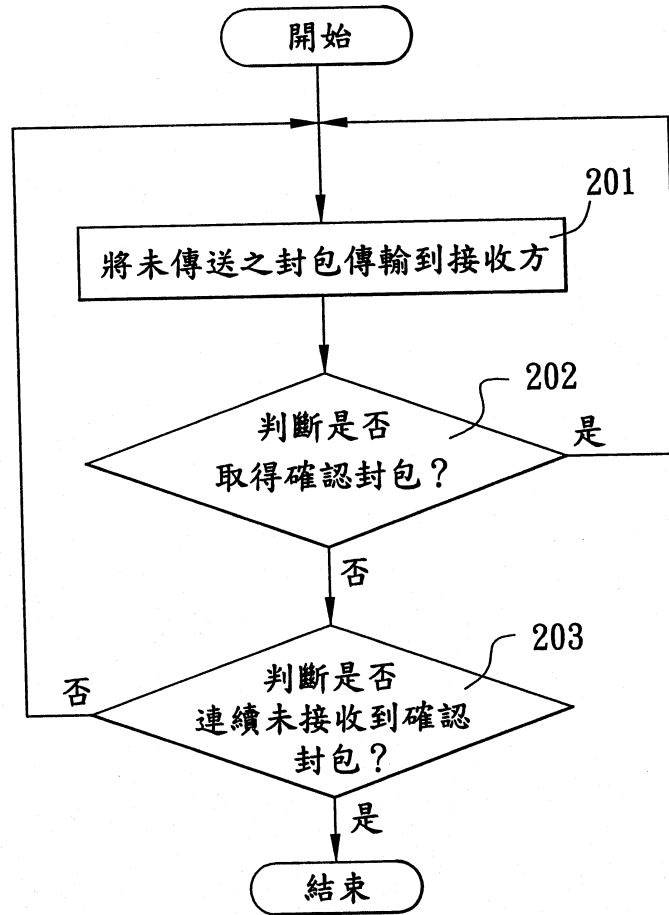 開始
201
將未傳送之封包傳輸到接收方
202
判斷是否
取得確認封包?
是
否
203
判斷是否
連續未接收到確認
封包?
否
是
結束